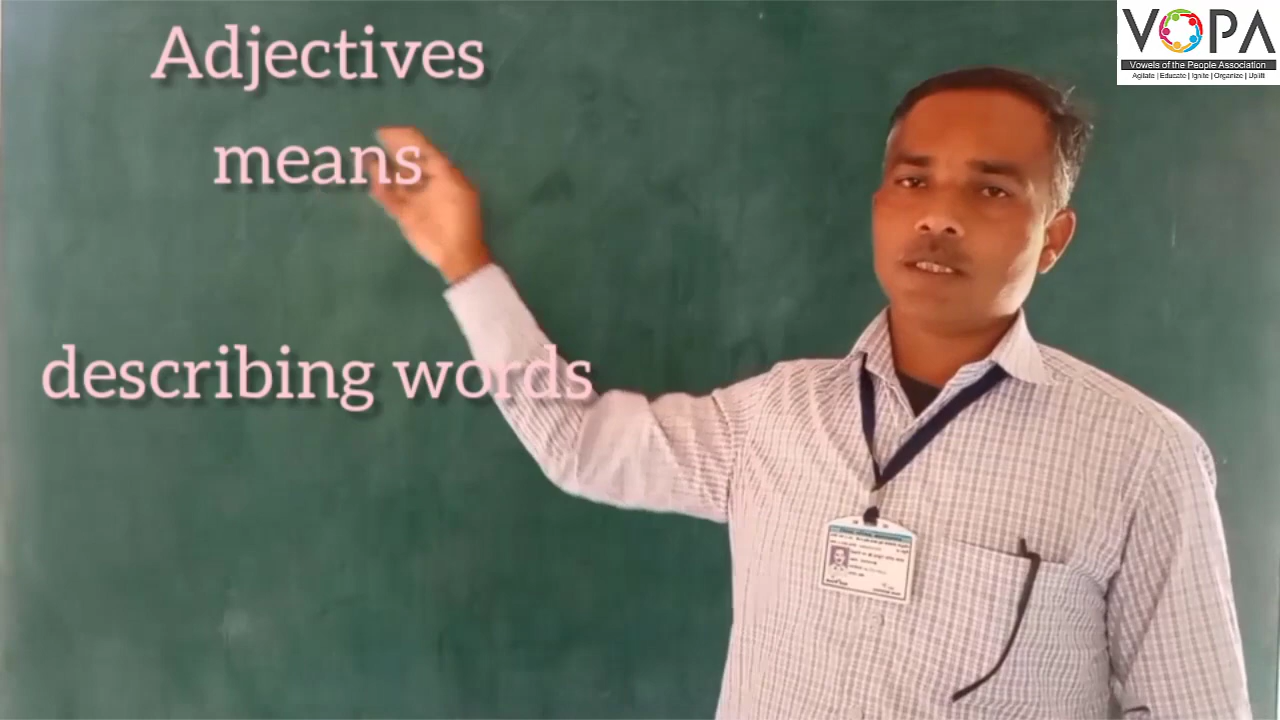 VOPA
Vowels of the People Association
Agitate | Educate | Ignite | Organize | Uplift
Adjectives
means
describing words